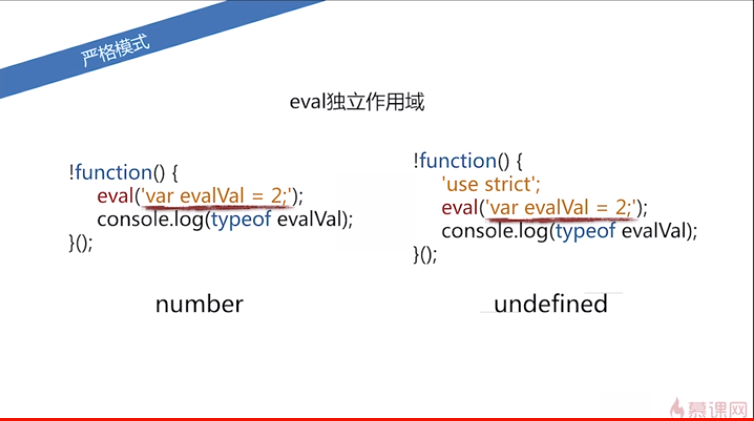 严格模式
eval独立作用域
!function() {
eval('var evalVal = 2;');
console.log(typeof evalVal);
}();
number
!function() {
'use strict';
eval('var evalVal = 2;');
console.log(typeof evalVal);
}();
undefined
慕课网